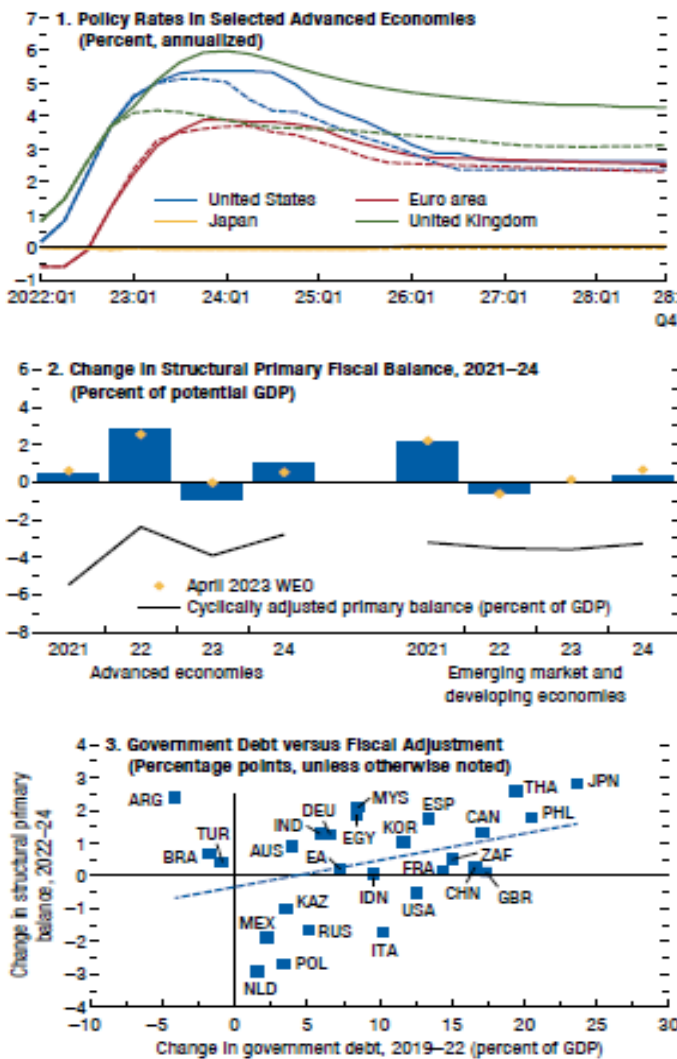 1. Policy Rates in Selected Advanced Economies
(Percent, annualized)
7
6
5
4
3
2
1
0
−1
United States
Euro area
Japan
United Kingdom
2022:Q1
23:Q1
24:Q1
25:Q1
26:Q1
27:Q1
28:Q1
28:
Q4
2. Change in Structural Primary Fiscal Balance, 2021–24
(Percent of potential GDP)
6
4
2
0
−2
−4
−6
−8
April 2023 WEO
Cyclically adjusted primary balance (percent of GDP)
2021 22 23 24 2021 22 23 24
Advanced economies
Emerging market and
developing economies
3. Government Debt versus Fiscal Adjustment
(Percentage points, unless otherwise noted)
Change in structural primary
balance, 2022–24
4
3
2
1
0
−1
−2
−3
−4
ARG
THA
JPN
MYS
DEU
ESP
PHL
IND
EGY
KOR
CAN
TUR
BRA
AUS
EA
FRA
ZAF
IDN
USA
CHN
GBR
KAZ
MEX
RUS
ITA
POL
NLD
−10 −5 0 5 10 15 20 25 30
Change in government debt, 2019–22 (percent of GDP)